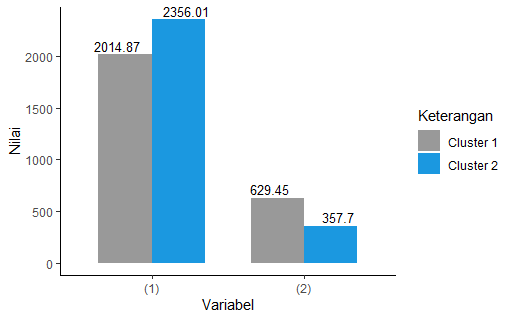 2356.01
2014.87
2000
1500
1000
500
0
629.45
357.7
Nilai
(1)
(2)
Variabel
Keterangan
Cluster 1
Cluster 2